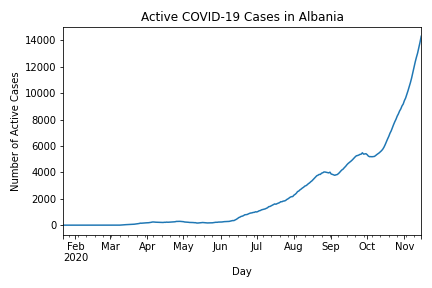 Active COVID-19 Cases in Albania
14000
12000
10000
8000
6000
4000
2000
0
Number of Active Cases
Feb Mar Apr May Jun Jul Aug Sep Oct Nov
2020
Day